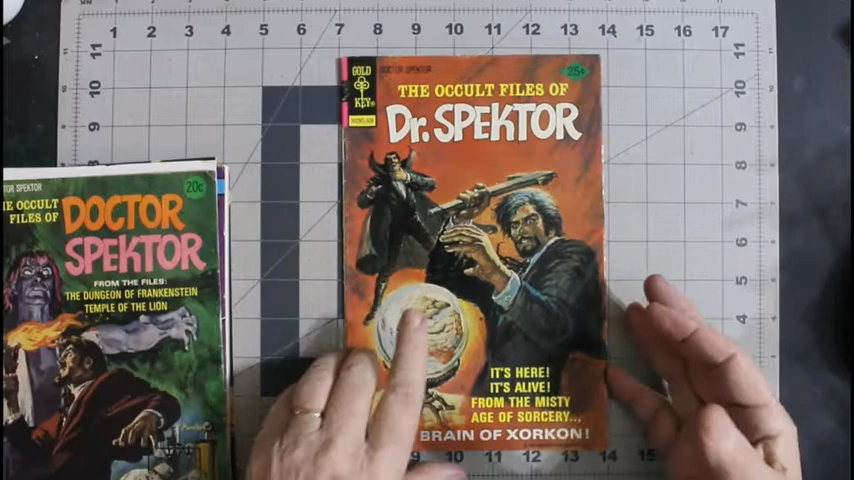 1 2 3 4 5 6 7 8 9 10 11 12 13 14 15 16 17
11 11
10 10
9 9
8 8
7 7
6
5
4
GOLD
KEY
DOCTOR SPEKTOR
25¢
THE OCCULT FILES OF
Dr. SPEKTOR
IT'S HERE!
IT'S ALIVE!
FROM THE MISTY
AGE OF SORCERY...
BRAIN OF XORKON!
TOR SPEKTOR
20¢
OCCULT
FILES OF
DOCTOR
SPEKTOR
FROM THE FILES:
THE DUNGEON OF FRANKENSTEIN
TEMPLE OF THE LION
9 10 11 12 13 14 15